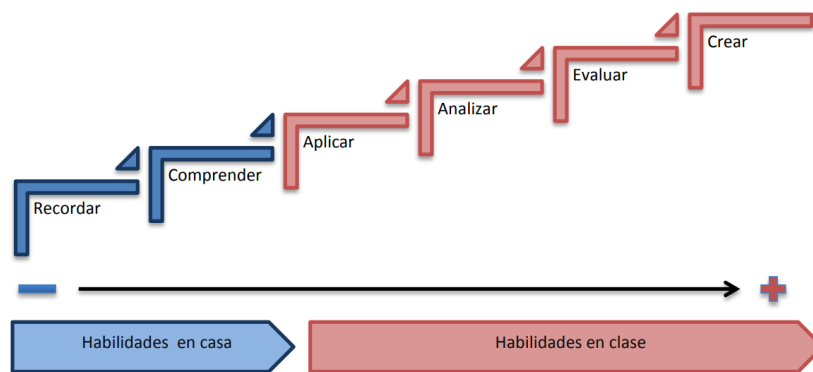 Crear
Evaluar
Analizar
Aplicar
Comprender
Recordar
Habilidades en casa
Habilidades en clase